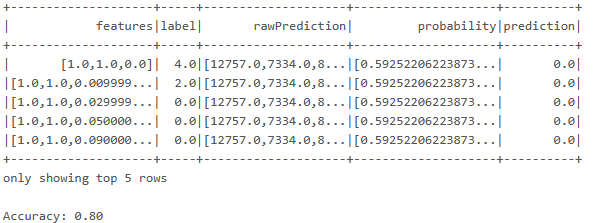 +--------------------+-----+--------------------+--------------------+----------+
|            features|label|       rawPrediction|         probability|prediction|
+--------------------+-----+--------------------+--------------------+----------+
|       [1.0,1.0,0.0]|  4.0|[12757.0,7334.0,8...|[0.59252206223873...|       0.0|
|[1.0,1.0,0.009999...|  2.0|[12757.0,7334.0,8...|[0.59252206223873...|       0.0|
|[1.0,1.0,0.029999...|  0.0|[12757.0,7334.0,8...|[0.59252206223873...|       0.0|
|[1.0,1.0,0.050000...|  0.0|[12757.0,7334.0,8...|[0.59252206223873...|       0.0|
|[1.0,1.0,0.090000...|  0.0|[12757.0,7334.0,8...|[0.59252206223873...|       0.0|
+--------------------+-----+--------------------+--------------------+----------+
only showing top 5 rows
Accuracy: 0.80